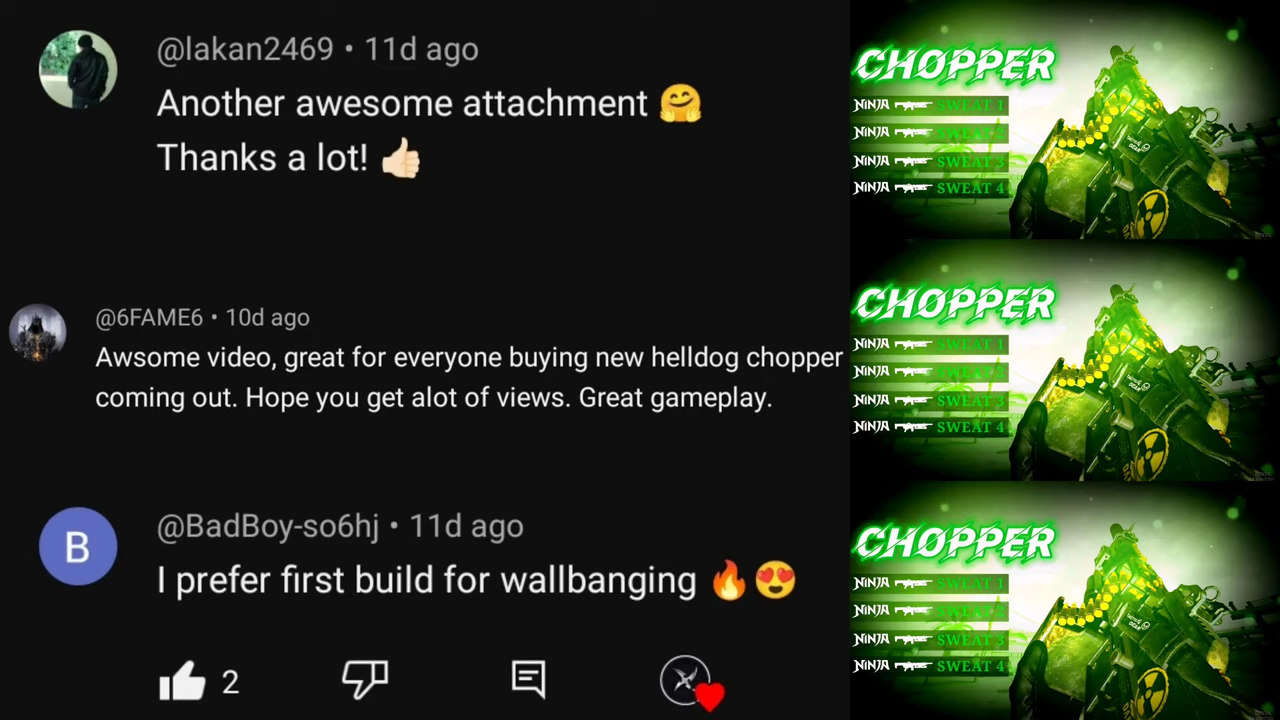 @lakan2469 • 11d ago
Another awesome attachment 🤗
Thanks a lot! 👍🏻
@6FAME6 • 10d ago
Awsome video, great for everyone buying new helldog chopper
coming out. Hope you get alot of views. Great gameplay.
@BadBoy-so6hj • 11d ago
I prefer first build for wallbanging 🔥😍
2
B
CHOPPER
NINJA SWEAT 1
NINJA SWEAT 2
NINJA SWEAT 3
NINJA SWEAT 4
CHOPPER
NINJA SWEAT 1
NINJA SWEAT 2
NINJA SWEAT 3
NINJA SWEAT 4
CHOPPER
NINJA SWEAT 1
NINJA SWEAT 2
NINJA SWEAT 3
NINJA SWEAT 4